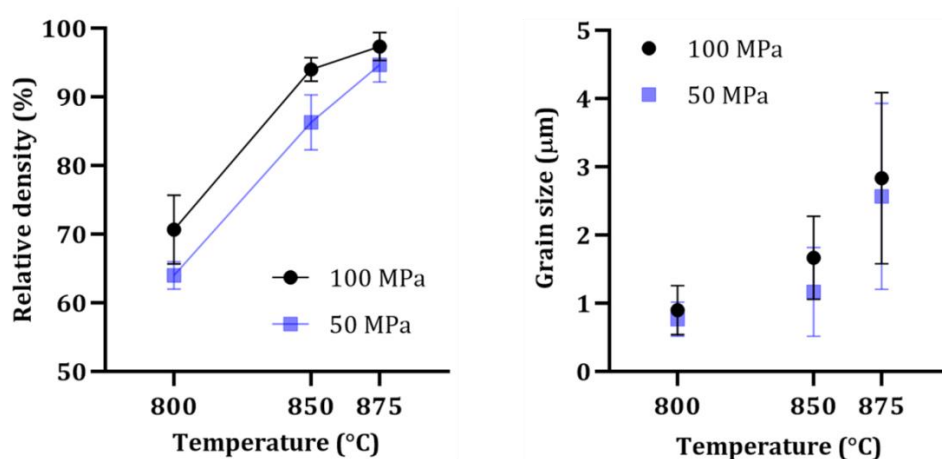 Relative density (%)
100
90
80
70
60
50
100 MPa
50 MPa
800
850
875
Temperature (°C)
Grain size (µm)
5
4
3
2
1
0
100 MPa
50 MPa
800
850
875
Temperature (°C)